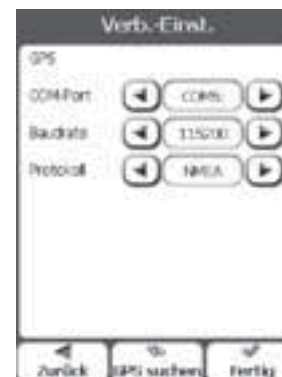 Verb.-Einst.
GPS
COM-Port COM5:
Baudrate 115200
Protokoll NMEA
Zurück GPS suchen Fertig